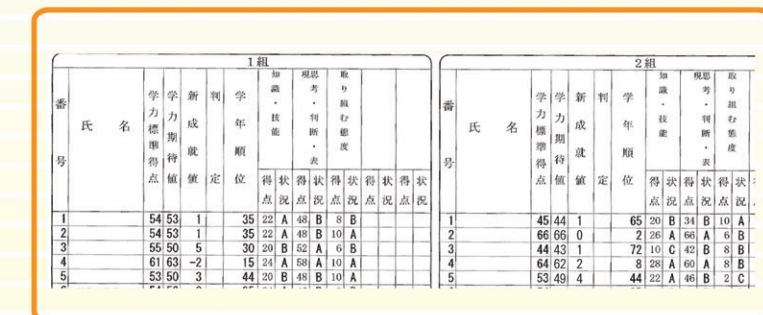 1組
番号 氏名 学力標準得点 学力期待値 新成就値 判定 学年順位 知識・技能 思考・判断・表現 取り組む態度
得点 状況 得点 状況 得点 状況 得点 状況 得点 状況
1 54 53 1 35 22 A 48 B 8 B
2 54 53 1 35 22 A 48 B 10 A
3 55 50 5 30 20 B 52 A 6 B
4 61 63 -2 15 24 A 58 A 10 A
5 53 50 3 44 20 B 48 B 10 A
2組
番号 氏名 学力標準得点 学力期待値 新成就値 判定 学年順位 知識・技能 思考・判断・表現 取り組む態度
得点 状況 得点 状況 得点 状況
1 45 44 1 65 20 B 34 B 10 A
2 66 66 0 2 26 A 66 A 6 B
3 44 43 1 72 10 C 42 B 8 B
4 64 62 2 8 28 A 60 A 8 B
5 53 49 4 44 22 A 46 B 2 C